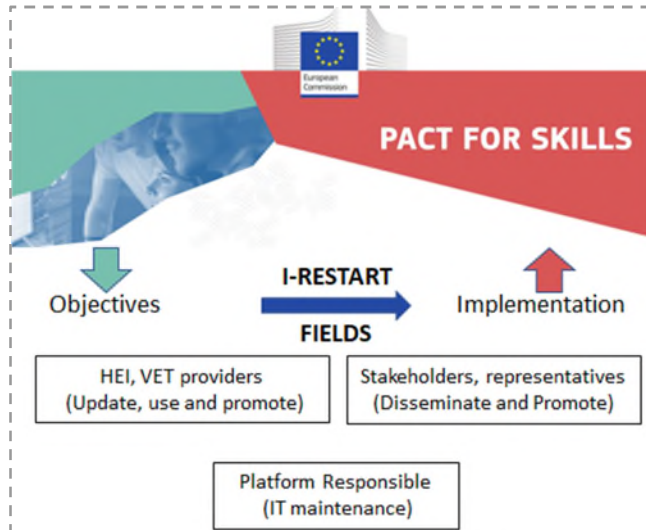 European
Commission
PACT FOR SKILLS
I-RESTART
Objectives
Implementation
FIELDS
HEI, VET providers
(Update, use and promote)
Stakeholders, representatives
(Disseminate and Promote)
Platform Responsible
(IT maintenance)